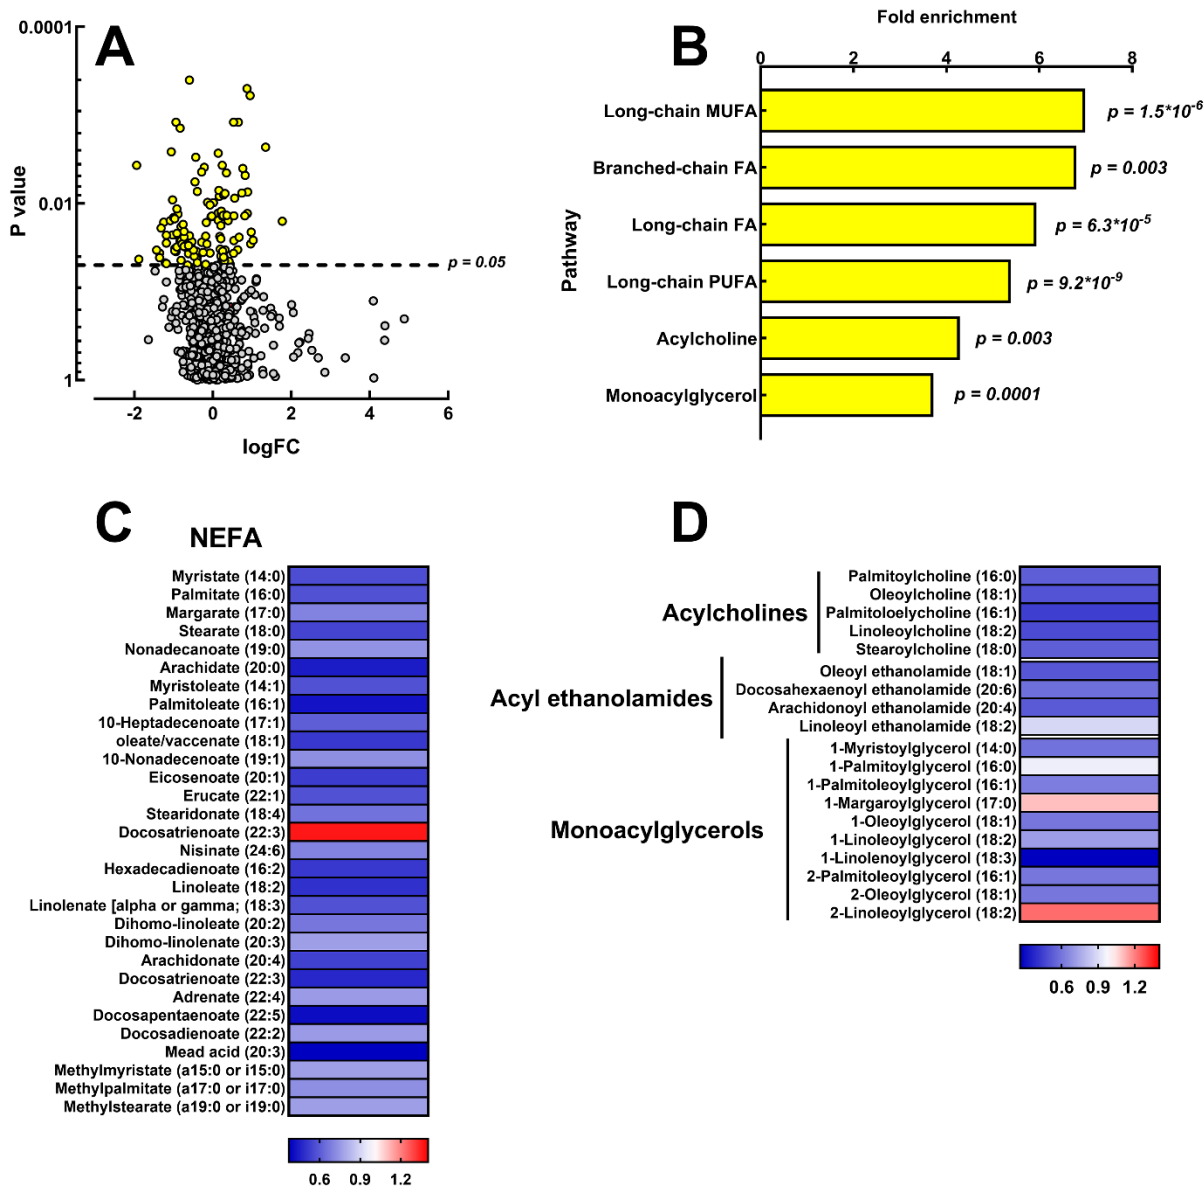 A
0.0001
0.01
1
P value
p = 0.05
-2 0 2 4 6
logFC
B
Fold enrichment
0 2 4 6 8
Pathway
Long-chain MUFA p = 1.5*10-6
Branched-chain FA p = 0.003
Long-chain FA p = 6.3*10-5
Long-chain PUFA p = 9.2*10-9
Acylcholine p = 0.003
Monoacylglycerol p = 0.0001
C
NEFA
Myristate (14:0)
Palmitate (16:0)
Margarate (17:0)
Stearate (18:0)
Nonadecanoate (19:0)
Arachidate (20:0)
Myristoleate (14:1)
Palmitoleate (16:1)
10-Heptadecenoate (17:1)
oleate/vaccenate (18:1)
10-Nonadecenoate (19:1)
Eicosenoate (20:1)
Erucate (22:1)
Stearidonate (18:4)
Docosatrienoate (22:3)
Nisinate (24:6)
Hexadecadienoate (16:2)
Linoleate (18:2)
Linolenate [alpha or gamma; (18:3)
Dihomo-linoleate (20:2)
Dihomo-linolenate (20:3)
Arachidonate (20:4)
Docosatrienoate (22:3)
Adrenate (22:4)
Docosapentaenoate (22:5)
Docosadienoate (22:2)
Mead acid (20:3)
Methylmyristate (a15:0 or i15:0)
Methylpalmitate (a17:0 or i17:0)
Methylstearate (a19:0 or i19:0)
0.6 0.9 1.2
D
Acylcholines
Palmitoylcholine (16:0)
Oleoylcholine (18:1)
Palmitoloelycholine (16:1)
Linoleoylcholine (18:2)
Stearoylcholine (18:0)
Acyl ethanolamides
Oleoyl ethanolamide (18:1)
Docosahexaenoyl ethanolamide (20:6)
Arachidonoyl ethanolamide (20:4)
Linoleoyl ethanolamide (18:2)
Monoacylglycerols
1-Myristoylglycerol (14:0)
1-Palmitoylglycerol (16:0)
1-Palmitoleoylglycerol (16:1)
1-Margaroylglycerol (17:0)
1-Oleoylglycerol (18:1)
1-Linoleoylglycerol (18:2)
1-Linolenoylglycerol (18:3)
2-Palmitoleoylglycerol (16:1)
2-Oleoylglycerol (18:1)
2-Linoleoylglycerol (18:2)
0.6 0.9 1.2